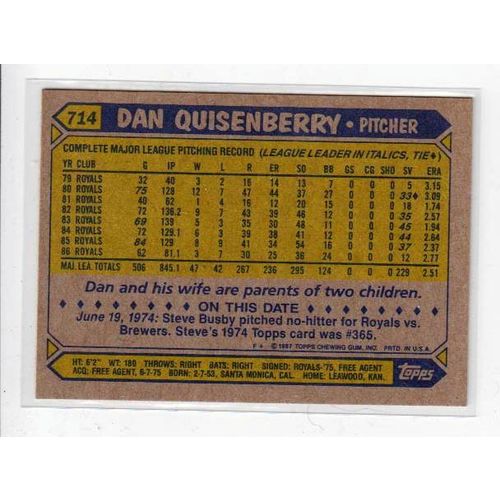 714 DAN QUISENBERRY • PITCHER
COMPLETE MAJOR LEAGUE PITCHING RECORD (LEAGUE LEADER IN ITALICS, TIE♦)
YR CLUB G IP W L R ER SO BB GS CG SHO SV ERA
79 ROYALS 32 40 3 2 16 14 13 7 0 0 0 5 3.15
80 ROYALS 75 128 12 7 47 44 37 27 0 0 0 33♦ 3.09
81 ROYALS 40 62 1 4 16 12 20 15 0 0 0 18 1.74
82 ROYALS 72 136.2 9 7 43 39 46 12 0 0 0 35 2.57
83 ROYALS 69 139 5 3 35 30 48 11 0 0 0 45 1.94
84 ROYALS 72 129.1 6 3 39 38 41 12 0 0 0 44 2.64
85 ROYALS 84 129 8 9 41 34 54 16 0 0 0 37 2.37
86 ROYALS 62 81.1 3 7 30 25 36 24 0 0 0 12 2.77
MAJ. LEA. TOTALS 506 845.1 47 42 267 236 295 124 0 0 0 229 2.51
Dan and his wife are parents of two children.
ON THIS DATE
June 19, 1974: Steve Busby pitched no-hitter for Royals vs.
Brewers. Steve's 1974 Topps card was #365.
© 1987 TOPPS CHEWING GUM, INC. PRTD. IN U.S.A.
HT: 6'2" WT: 180 THROWS: RIGHT BATS: RIGHT SIGNED: ROYALS-'75, FREE AGENT
ACQ: FREE AGENT, 6-7-75 BORN: 2-7-53, SANTA MONICA, CAL. HOME: LEAWOOD, KAN.
Topps